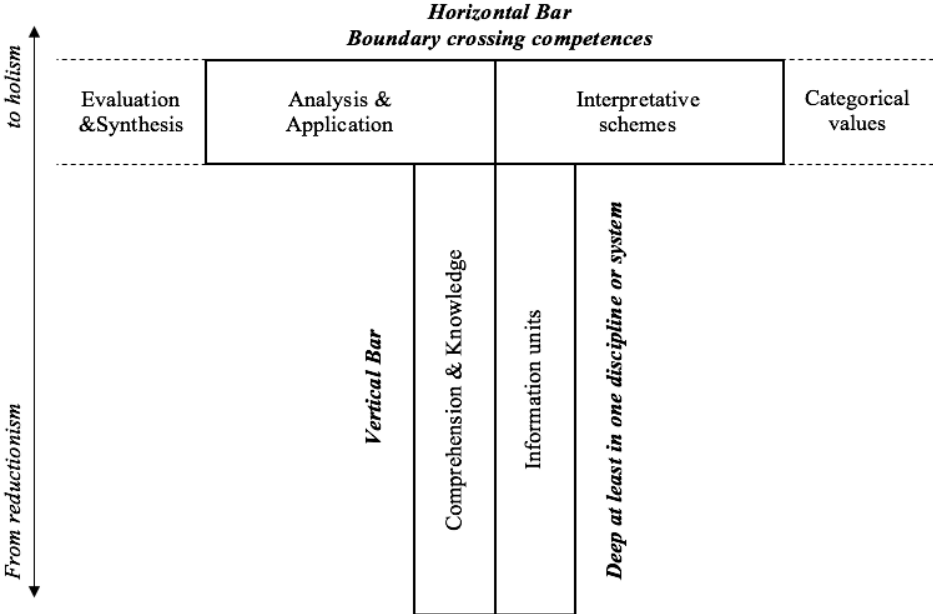 Horizontal Bar
Boundary crossing competences
to holism
Evaluation
&Synthesis
Analysis &
Application
Interpretative
schemes
Categorical
values
From reductionism
Vertical Bar
Comprehension & Knowledge
Information units
Deep at least in one discipline or system